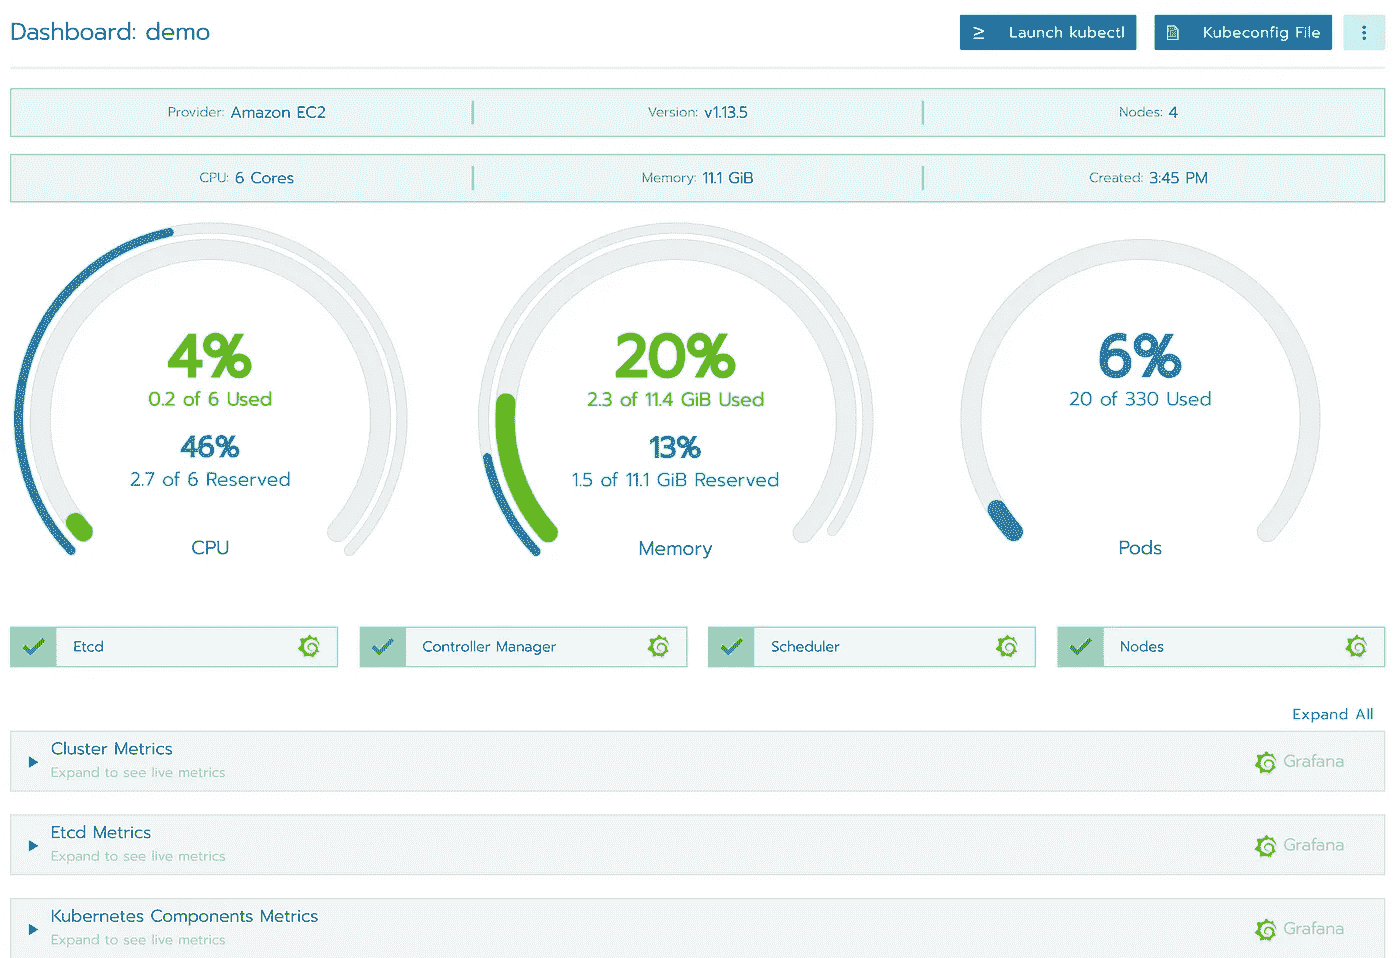 Dashboard: demo
Launch kubectl
Kubeconfig File
Provider: Amazon EC2
Version: v1.13.5
Nodes: 4
CPU: 6 Cores
Memory: 11.1 GiB
Created: 3:45 PM
4%
0.2 of 6 Used
46%
2.7 of 6 Reserved
CPU
20%
2.3 of 11.4 GiB Used
13%
1.5 of 11.1 GiB Reserved
Memory
6%
20 of 330 Used
Pods
Etcd
Controller Manager
Scheduler
Nodes
Expand All
Cluster Metrics
Expand to see live metrics
Grafana
Etcd Metrics
Expand to see live metrics
Grafana
Kubernetes Components Metrics
Expand to see live metrics
Grafana